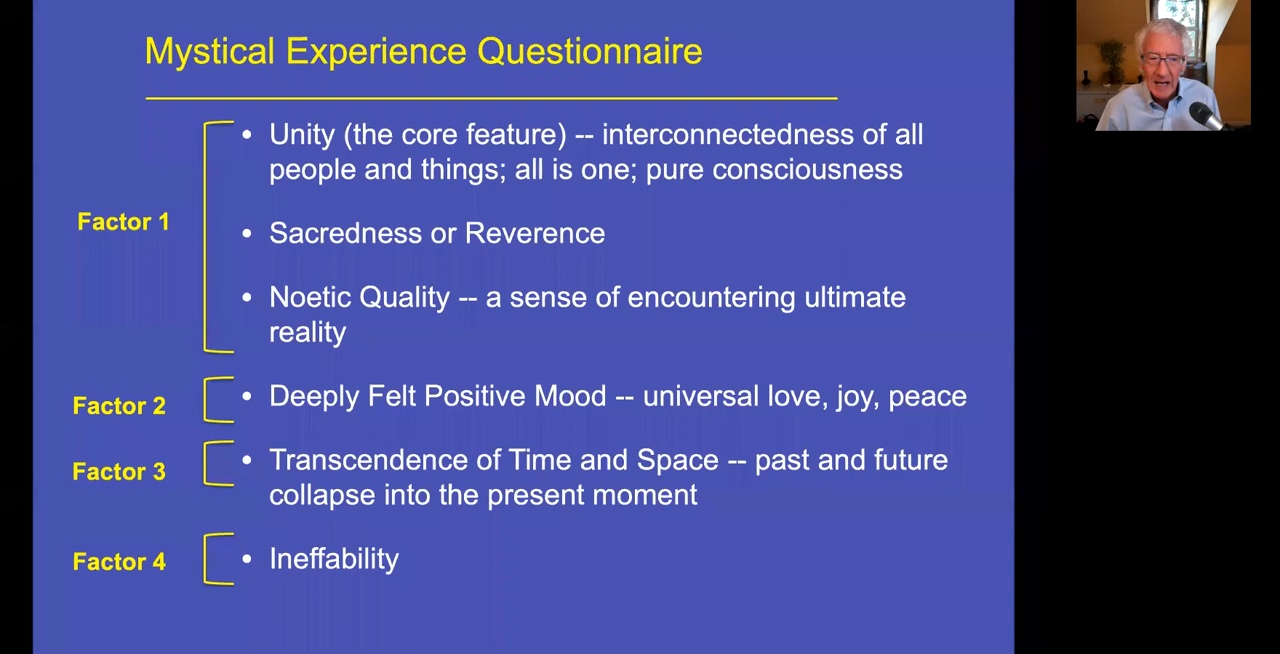 Mystical Experience Questionnaire
Factor 1
• Unity (the core feature) -- interconnectedness of all
people and things; all is one; pure consciousness
• Sacredness or Reverence
• Noetic Quality -- a sense of encountering ultimate
reality
Factor 2
• Deeply Felt Positive Mood -- universal love, joy, peace
Factor 3
• Transcendence of Time and Space -- past and future
collapse into the present moment
Factor 4
• Ineffability